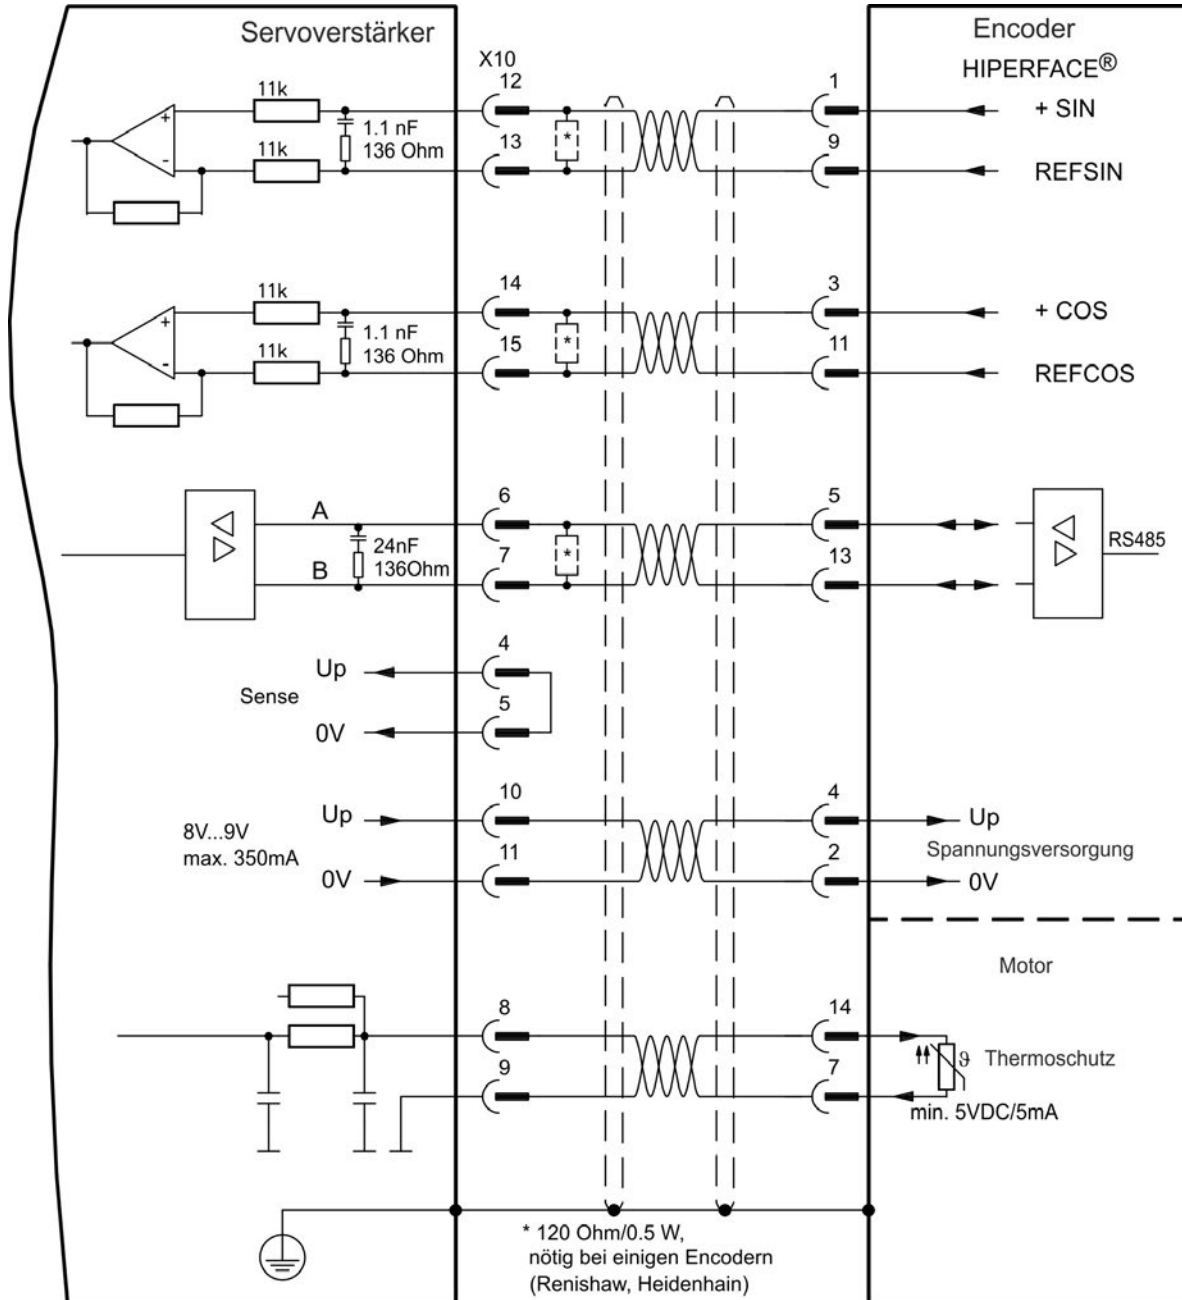 Servoverstärker
Encoder
HIPERFACE®
X10
11k
12
1
+ SIN
+
-
1.1 nF
136 Ohm
*
11k
13
9
REFSIN
11k
14
3
+ COS
+
-
1.1 nF
136 Ohm
*
11k
15
11
REFCOS
A
6
5
24nF
136Ohm
*
RS485
B
7
13
Up
4
Sense
0V
5
8V...9V
max. 350mA
Up
10
4
Up
Spannungsversorgung
0V
11
2
0V
Motor
8
14
ϑ
Thermoschutz
9
7
min. 5VDC/5mA
* 120 Ohm/0.5 W,
nötig bei einigen Encodern
(Renishaw, Heidenhain)